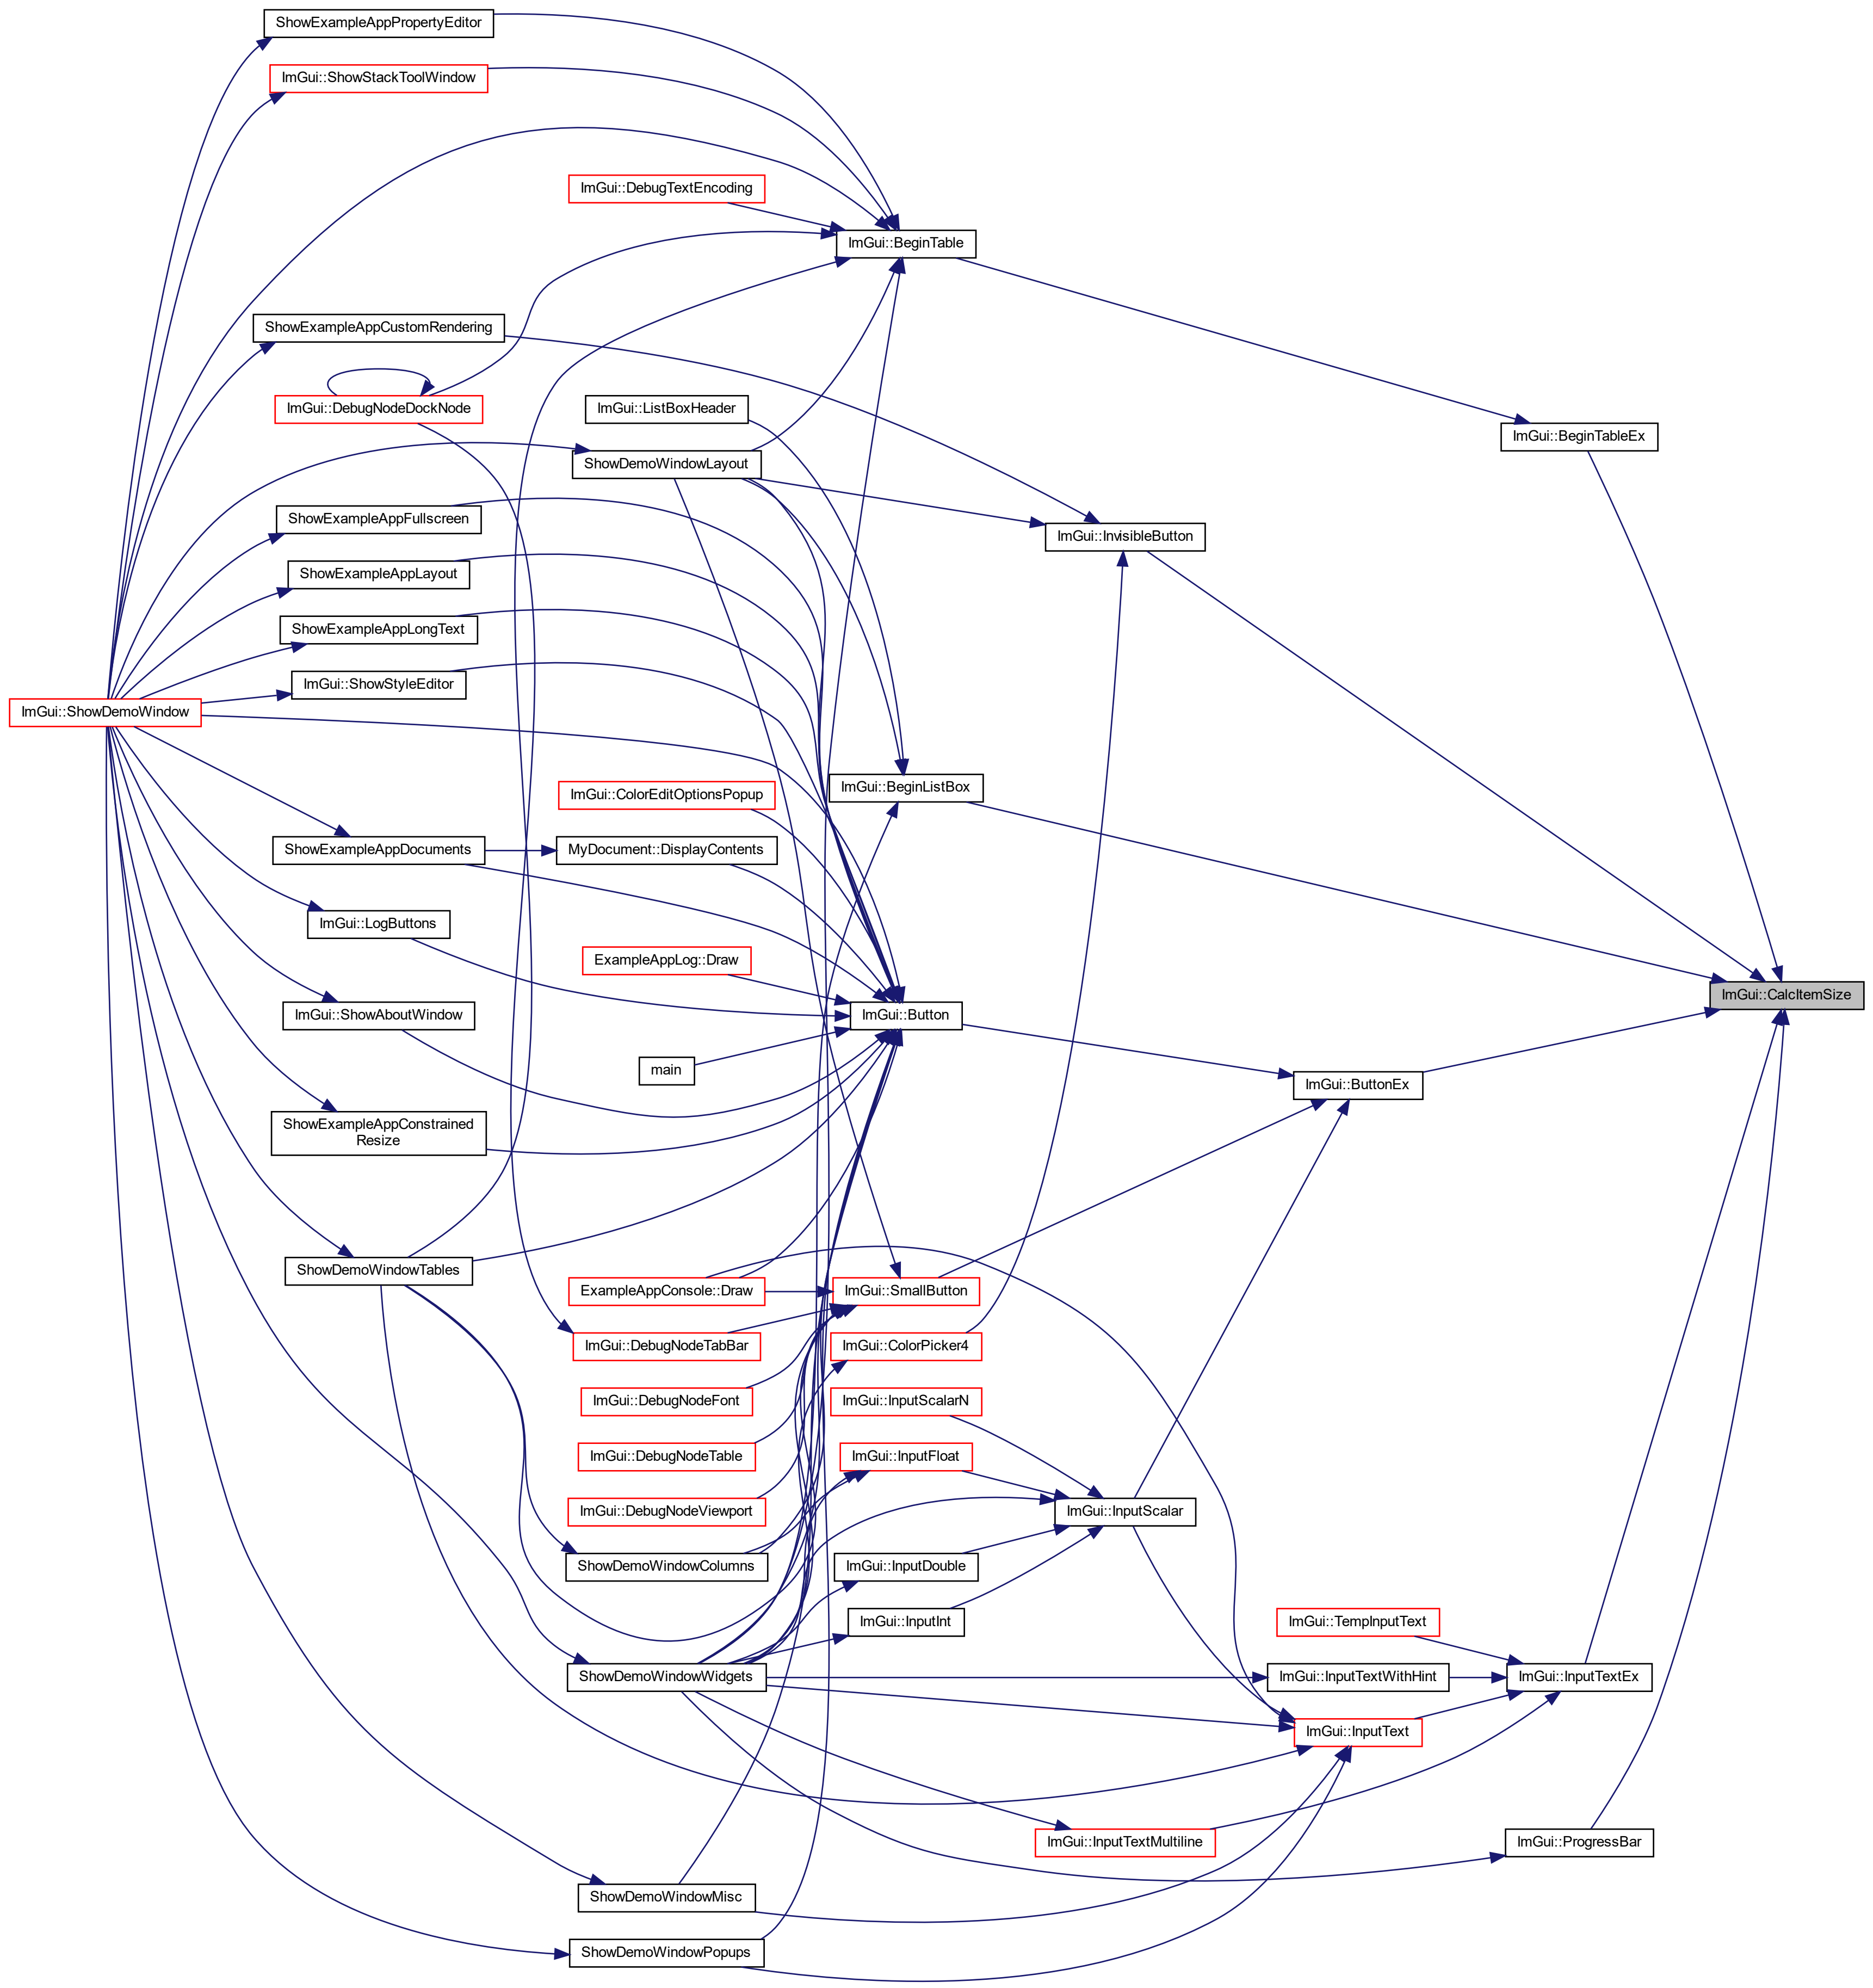 ShowExampleAppPropertyEditor
ImGui::ShowStackToolWindow
ImGui::DebugTextEncoding
ImGui::BeginTable
ShowExampleAppCustomRendering
ImGui::DebugNodeDockNode
ImGui::ListBoxHeader
ImGui::BeginTableEx
ShowDemoWindowLayout
ShowExampleAppFullscreen
ImGui::InvisibleButton
ShowExampleAppLayout
ShowExampleAppLongText
ImGui::ShowStyleEditor
ImGui::ShowDemoWindow
ImGui::ColorEditOptionsPopup
ImGui::BeginListBox
ShowExampleAppDocuments
MyDocument::DisplayContents
ImGui::LogButtons
ExampleAppLog::Draw
ImGui::CalcItemSize
ImGui::ShowAboutWindow
ImGui::Button
main
ImGui::ButtonEx
ShowExampleAppConstrained
Resize
ShowDemoWindowTables
ExampleAppConsole::Draw
ImGui::SmallButton
ImGui::DebugNodeTabBar
ImGui::ColorPicker4
ImGui::DebugNodeFont
ImGui::InputScalarN
ImGui::DebugNodeTable
ImGui::InputFloat
ImGui::DebugNodeViewport
ImGui::InputScalar
ShowDemoWindowColumns
ImGui::InputDouble
ImGui::InputInt
ImGui::TempInputText
ShowDemoWindowWidgets
ImGui::InputTextWithHint
ImGui::InputTextEx
ImGui::InputText
ImGui::InputTextMultiline
ImGui::ProgressBar
ShowDemoWindowMisc
ShowDemoWindowPopups